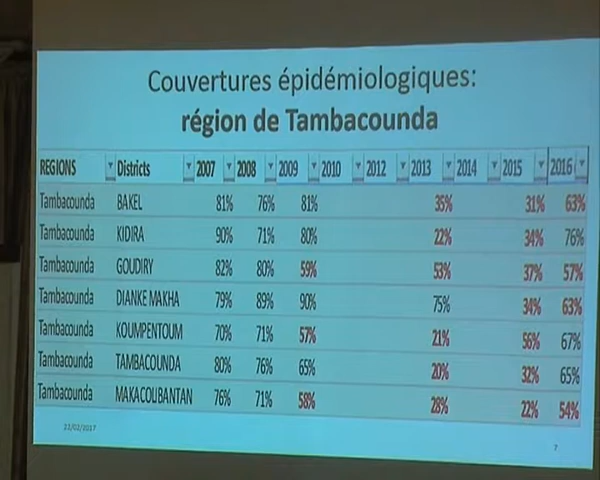 Couvertures épidémiologiques:
région de Tambacounda
REGIONS Districts 2007 2008 2009 2010 2012 2013 2014 2015 2016
Tambacounda BAKEL 81% 76% 81% 35% 31% 63%
Tambacounda KIDIRA 90% 71% 80% 22% 34% 76%
Tambacounda GOUDIRY 82% 80% 59% 53% 37% 57%
Tambacounda DIANKE MAKHA 79% 89% 90% 75% 34% 63%
Tambacounda KOUMPENTOUM 70% 71% 57% 21% 56% 67%
Tambacounda TAMBACOUNDA 80% 76% 65% 20% 32% 65%
Tambacounda MAKACOUBANTAN 76% 71% 58% 28% 22% 54%
22/02/2017
7